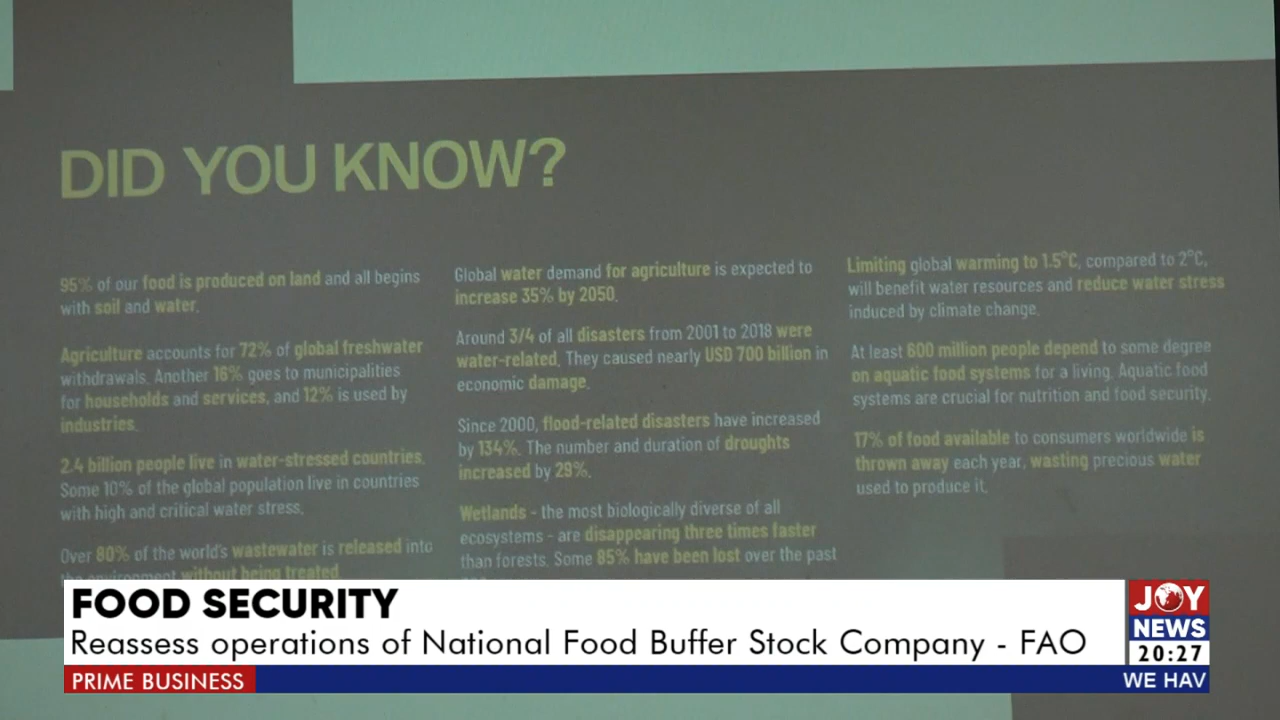 DID YOU KNOW?
95% of our food is produced on land and all begins
with soil and water.
Agriculture accounts for 72% of global freshwater
withdrawals. Another 16% goes to municipalities
for households and services, and 12% is used by
industries.
2.4 billion people live in water-stressed countries.
Some 10% of the global population live in countries
with high and critical water stress.
Over 80% of the world's wastewater is released into
the environment without being treated.
Global water demand for agriculture is expected to
increase 35% by 2050.
Around 3/4 of all disasters from 2001 to 2018 were
water-related. They caused nearly USD 700 billion in
economic damage.
Since 2000, flood-related disasters have increased
by 134%. The number and duration of droughts
increased by 29%.
Wetlands - the most biologically diverse of all
ecosystems - are disappearing three times faster
than forests. Some 85% have been lost over the past
Limiting global warming to 1.5°C, compared to 2°C,
will benefit water resources and reduce water stress
induced by climate change.
At least 600 million people depend to some degree
on aquatic food systems for a living. Aquatic food
systems are crucial for nutrition and food security.
17% of food available to consumers worldwide is
thrown away each year, wasting precious water
used to produce it.
FOOD SECURITY
Reassess operations of National Food Buffer Stock Company - FAO
PRIME BUSINESS
JOY
NEWS
20:27
WE HAV